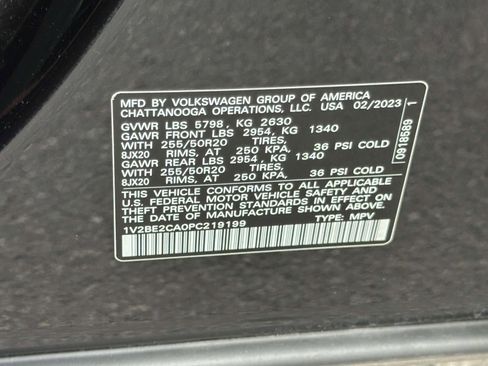 MFD BY VOLKSWAGEN GROUP OF AMERICA
CHATTANOOGA OPERATIONS, LLC. USA 02/2023
GVWR LBS 5798, KG 2630
GAWR FRONT LBS 2954, KG 1340
WITH 255/50R20 TIRES,
8JX20 RIMS, AT 250 KPA, 36 PSI COLD
GAWR REAR LBS 2954, KG 1340
WITH 255/50R20 TIRES,
8JX20 RIMS, AT 250 KPA, 36 PSI COLD
THIS VEHICLE CONFORMS TO ALL APPLICABLE
U.S. FEDERAL MOTOR VEHICLE SAFETY AND
THEFT PREVENTION STANDARDS IN EFFECT ON
THE DATE OF MANUFACTURE SHOWN ABOVE.
1V2BE2CA0PC219199 TYPE: MPV
0918589 1